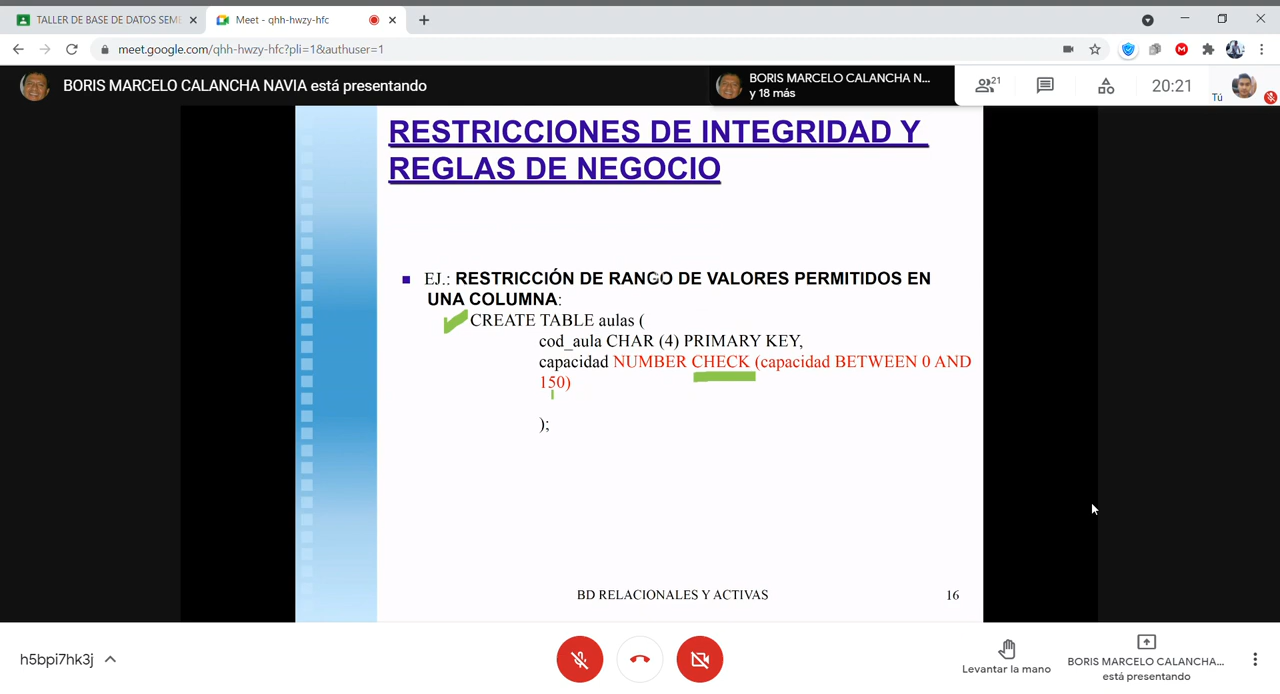 TALLER DE BASE DE DATOS SEM
Meet - qhh-hwzy-hfc
meet.google.com/qhh-hwzy-hfc?pli=1&authuser=1
BORIS MARCELO CALANCHA NAVIA está presentando
BORIS MARCELO CALANCHA N...
y 18 más
21
20:21
Tú
RESTRICCIONES DE INTEGRIDAD Y
REGLAS DE NEGOCIO
EJ.: RESTRICCIÓN DE RANGO DE VALORES PERMITIDOS EN
UNA COLUMNA:
CREATE TABLE aulas (
cod_aula CHAR (4) PRIMARY KEY,
capacidad NUMBER CHECK (capacidad BETWEEN 0 AND
150)
);
BD RELACIONALES Y ACTIVAS
16
h5bpi7hk3j
Levantar la mano
BORIS MARCELO CALANCHA...
está presentando